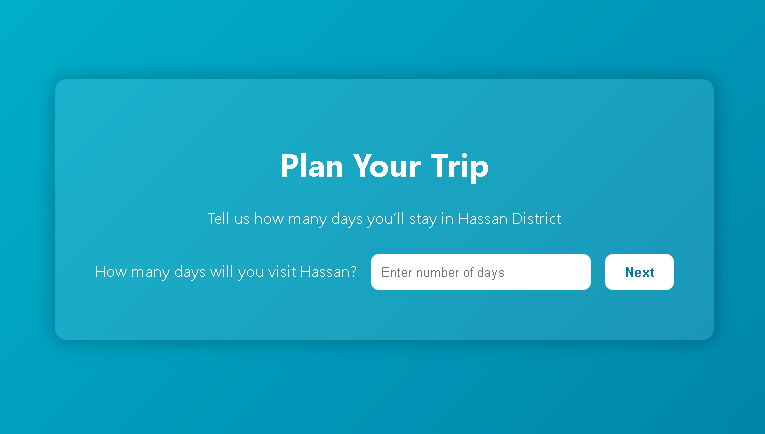 Plan Your Trip
Tell us how many days you’ll stay in Hassan District
How many days will you visit Hassan? Enter number of days Next